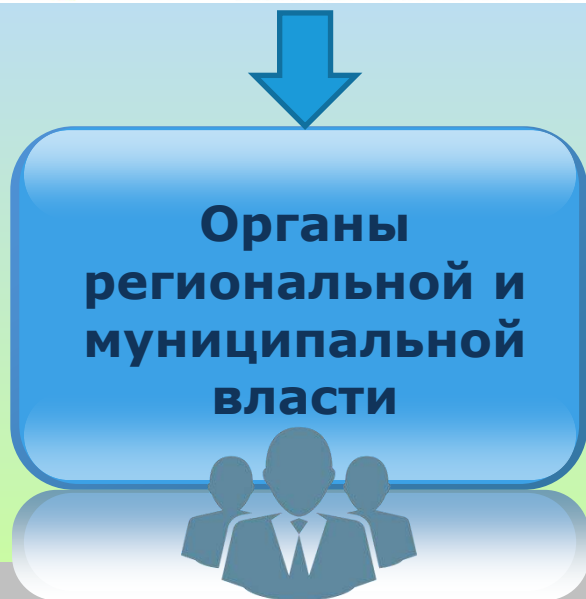 Органы
региональной и
муниципальной
власти